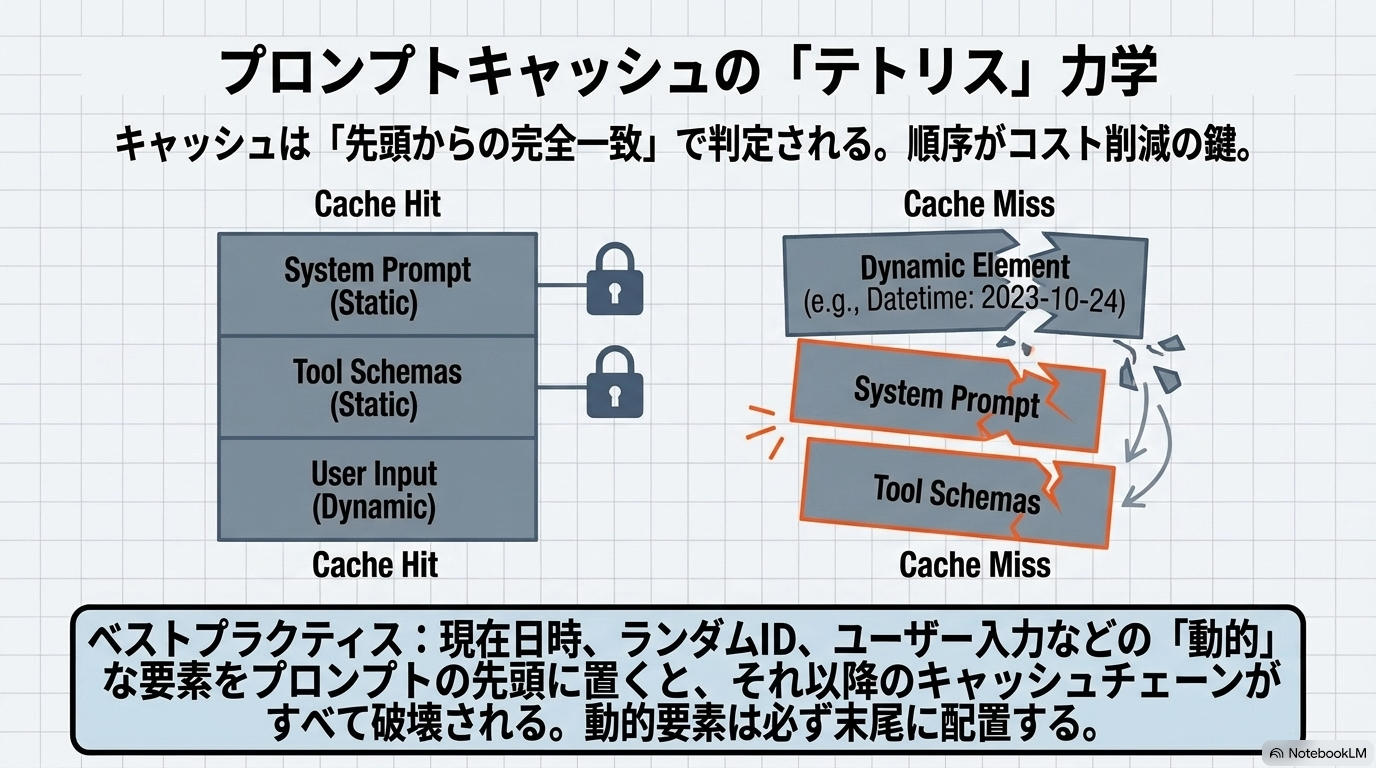 プロンプトキャッシュの「テトリス」力学
キャッシュは「先頭からの完全一致」で判定される。順序がコスト削減の鍵。
Cache Hit
System Prompt
(Static)
Tool Schemas
(Static)
User Input
(Dynamic)
Cache Hit
Cache Miss
Dynamic Element
(e.g., Datetime: 2023-10-24)
System Prompt
Tool Schemas
Cache Miss
ベストプラクティス：現在日時、ランダムID、ユーザー入力などの「動的」
な要素をプロンプトの先頭に置くと、それ以降のキャッシュチェーンが
すべて破壊される。動的要素は必ず末尾に配置する。
NotebookLM